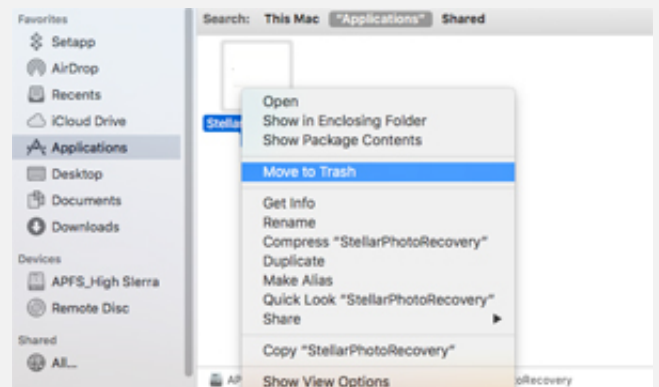 Favorites
Setapp
AirDrop
Recents
iCloud Drive
Applications
Desktop
Documents
Downloads
Devices
APFS_High Sierra
Remote Disc
Shared
All...
Search: This Mac "Applications" Shared
Stella
Open
Show in Enclosing Folder
Show Package Contents
Move to Trash
Get Info
Rename
Compress "StellarPhotoRecovery"
Duplicate
Make Alias
Quick Look "StellarPhotoRecovery"
Share
Copy "StellarPhotoRecovery"
Show View Options
AP
oRecovery